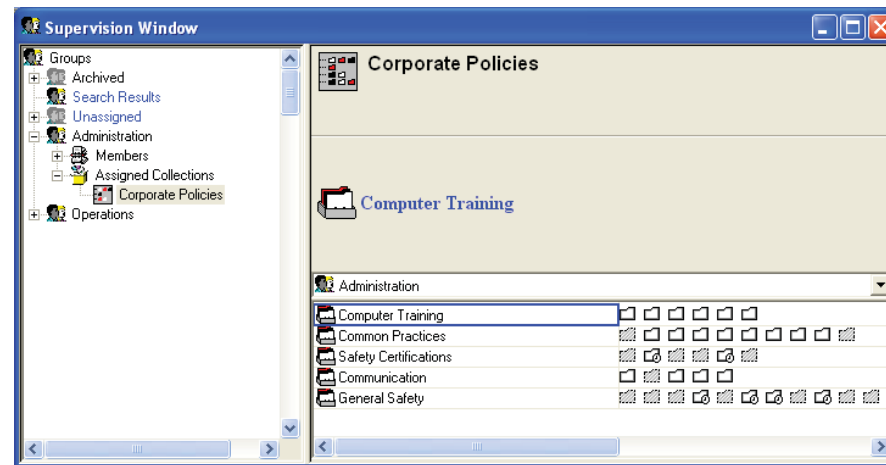 Supervision Window
Groups
Archived
Search Results
Unassigned
Administration
Members
Assigned Collections
Corporate Policies
Operations
Corporate Policies
Computer Training
Administration
Computer Training
Common Practices
Safety Certifications
Communication
General Safety